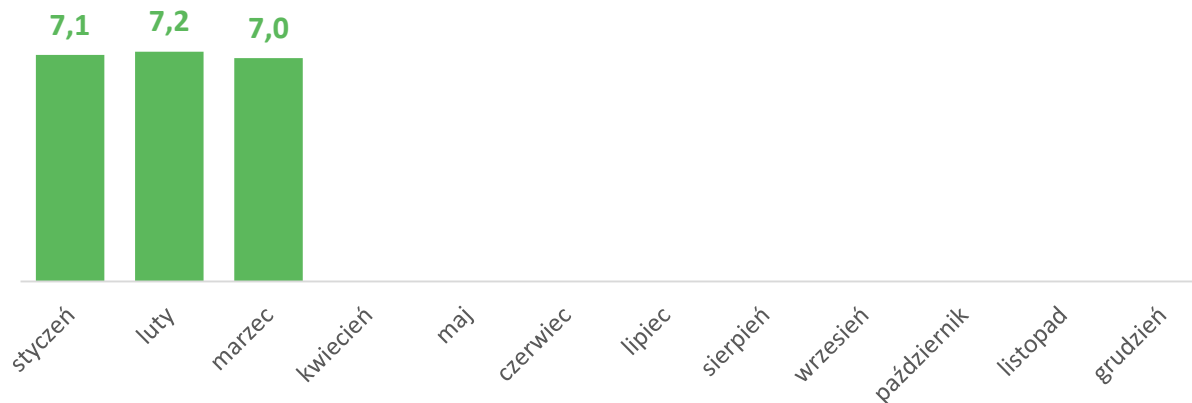 7,1
7,2
7,0
styczeń
luty
marzec
kwiecień
maj
czerwiec
lipiec
sierpień
wrzesień
październik
listopad
grudzień